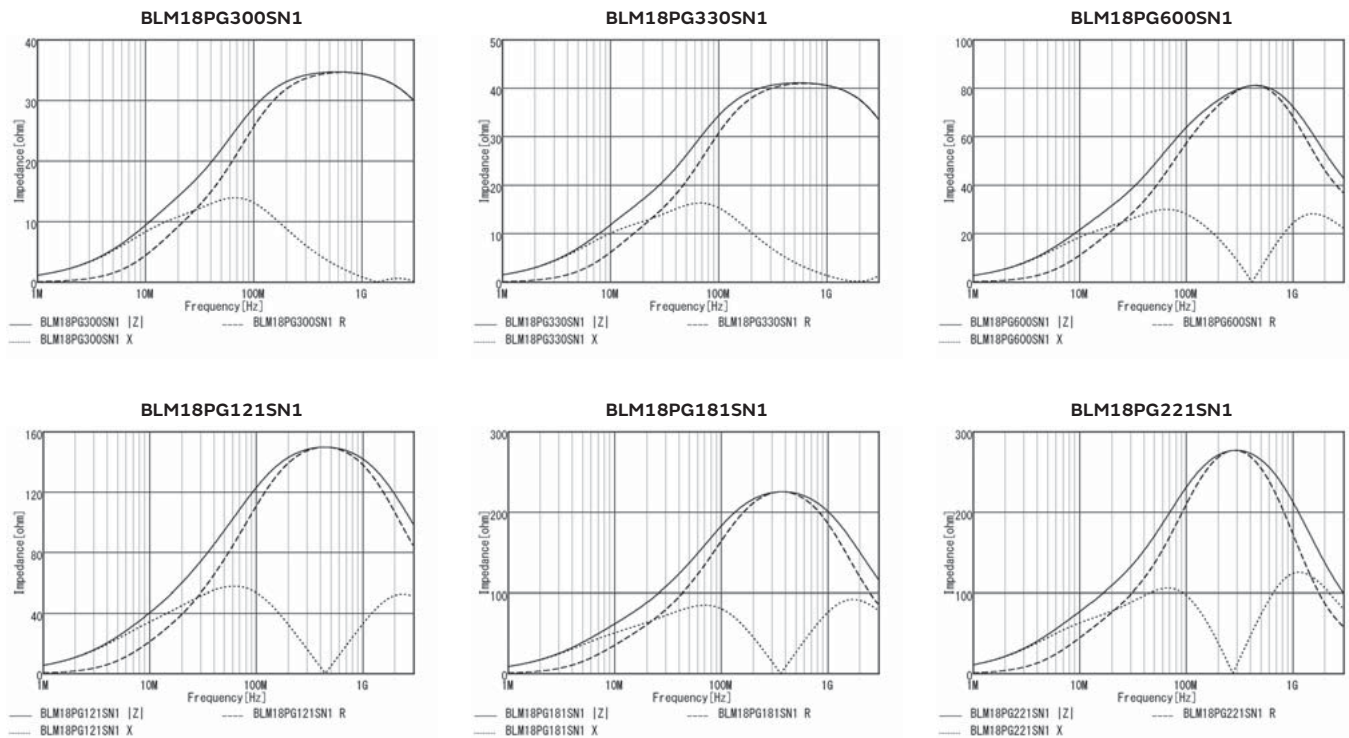 BLM18PG300SN1
40
30
20
10
0
Impedance[ohm]
1M
10M
100M
1G
Frequency[Hz]
BLM18PG300SN1 |Z|
BLM18PG300SN1 R
BLM18PG300SN1 X
BLM18PG330SN1
50
40
30
20
10
0
Impedance[ohm]
1M
10M
100M
1G
Frequency[Hz]
BLM18PG330SN1 |Z|
BLM18PG330SN1 R
BLM18PG330SN1 X
BLM18PG600SN1
100
80
60
40
20
0
Impedance[ohm]
1M
10M
100M
1G
Frequency[Hz]
BLM18PG600SN1 |Z|
BLM18PG600SN1 R
BLM18PG600SN1 X
BLM18PG121SN1
160
120
80
40
0
Impedance[ohm]
1M
10M
100M
1G
Frequency[Hz]
BLM18PG121SN1 |Z|
BLM18PG121SN1 R
BLM18PG121SN1 X
BLM18PG181SN1
300
200
100
0
Impedance[ohm]
1M
10M
100M
1G
Frequency[Hz]
BLM18PG181SN1 |Z|
BLM18PG181SN1 R
BLM18PG181SN1 X
BLM18PG221SN1
300
200
100
0
Impedance[ohm]
1M
10M
100M
1G
Frequency[Hz]
BLM18PG221SN1 |Z|
BLM18PG221SN1 R
BLM18PG221SN1 X